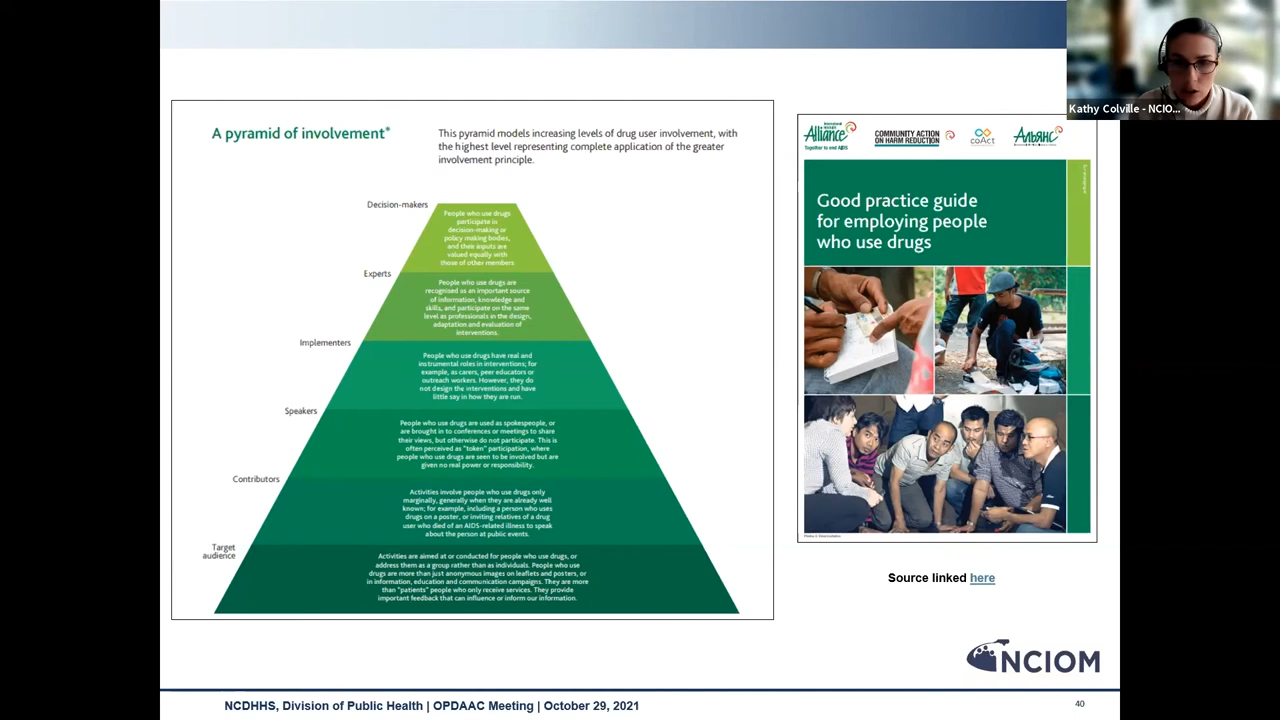 Kathy Colville - NCIO...
A pyramid of involvement*
This pyramid models increasing levels of drug user involvement, with
the highest level representing complete application of the greater
involvement principle.
Decision-makers
People who use drugs
participate in
decision-making or
policy making bodies,
and their inputs are
valued equally with
those of other members
Experts
People who use drugs are
recognised as an important source
of information, knowledge and
skills, and participate on the same
level as professionals in the design,
adaptation and evaluation of
interventions.
Implementers
People who use drugs have real and
instrumental roles in interventions; for
example, as carers, peer educators or
outreach workers. However, they do
not design the interventions and have
little say in how they are run.
Speakers
People who use drugs are used as spokespeople, or
are brought in to conferences or meetings to share
their views, but otherwise do not participate. This is
often perceived as "token" participation, where
people who use drugs are seen to be involved but are
given no real power or responsibility.
Contributors
Activities involve people who use drugs only
marginally, generally when they are already well
known; for example, including a person who uses
drugs on a poster, or inviting relatives of a drug
user who died of an AIDS-related illness to speak
about the person at public events.
Target
audience
Activities are aimed at or conducted for people who use drugs, or
address them as a group rather than as individuals. People who use
drugs are more than just anonymous images on leaflets and posters, or
in information, education and communication campaigns. They are more
than "patients" people who only receive services. They provide
important feedback that can influence or inform our information.
Alliance
Together to end AIDS
COMMUNITY ACTION
ON HARM REDUCTION
coAct
Альянс
Good practice guide
for employing people
who use drugs
Source linked here
NCIOM
NCDHHS, Division of Public Health | OPDAAC Meeting | October 29, 2021
40